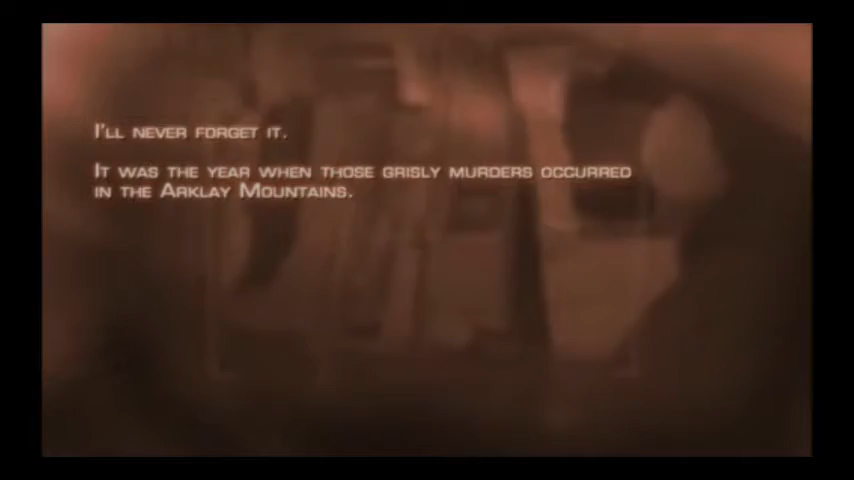 I'll never forget it.
It was the year when those grisly murders occurred
in the Arklay Mountains.